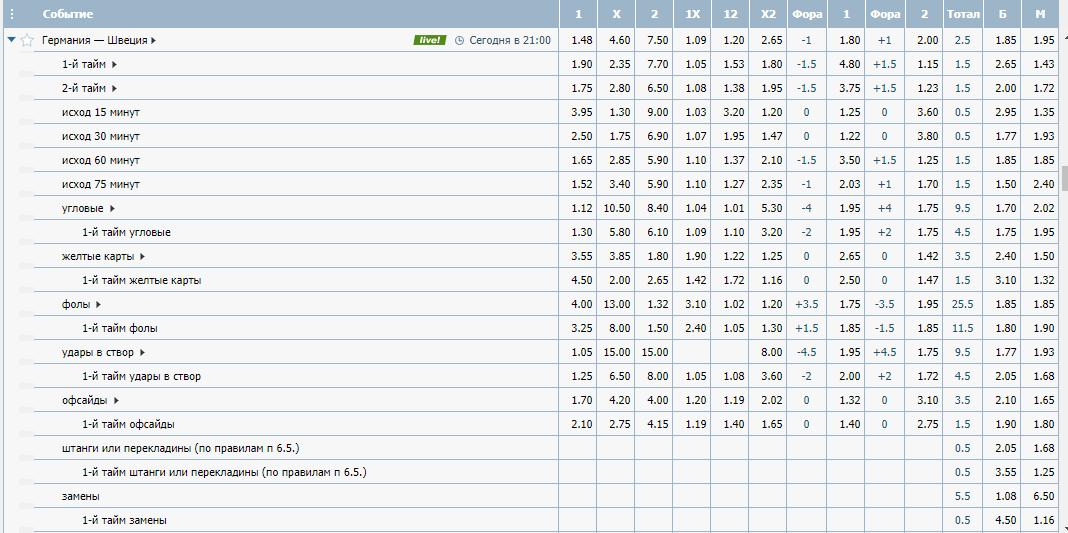 Событие 1 X 2 1X 12 X2 Фора 1 Фора 2 Тотал Б М
Германия — Швеция live! Сегодня в 21:00 1.48 4.60 7.50 1.09 1.20 2.65 -1 1.80 +1 2.00 2.5 1.85 1.95
1-й тайм 1.90 2.35 7.70 1.05 1.53 1.80 -1.5 4.80 +1.5 1.15 1.5 2.65 1.43
2-й тайм 1.75 2.80 6.50 1.08 1.38 1.95 -1.5 3.75 +1.5 1.23 1.5 2.00 1.72
исход 15 минут 3.95 1.30 9.00 1.03 3.20 1.20 0 1.25 0 3.60 0.5 2.95 1.35
исход 30 минут 2.50 1.75 6.90 1.07 1.95 1.47 0 1.22 0 3.80 0.5 1.77 1.93
исход 60 минут 1.65 2.85 5.90 1.10 1.37 2.10 -1.5 3.50 +1.5 1.25 1.5 1.85 1.85
исход 75 минут 1.52 3.40 5.90 1.10 1.27 2.35 -1 2.03 +1 1.70 1.5 1.50 2.40
угловые 1.12 10.50 8.40 1.04 1.01 5.30 -4 1.95 +4 1.75 9.5 1.70 2.02
1-й тайм угловые 1.30 5.80 6.10 1.09 1.10 3.20 -2 1.95 +2 1.75 4.5 1.75 1.95
желтые карты 3.55 3.85 1.80 1.90 1.22 1.25 0 2.65 0 1.42 3.5 2.40 1.50
1-й тайм желтые карты 4.50 2.00 2.65 1.42 1.72 1.16 0 2.50 0 1.47 1.5 3.10 1.32
фолы 4.00 13.00 1.32 3.10 1.02 1.20 +3.5 1.75 -3.5 1.95 25.5 1.85 1.85
1-й тайм фолы 3.25 8.00 1.50 2.40 1.05 1.30 +1.5 1.85 -1.5 1.85 11.5 1.80 1.90
удары в створ 1.05 15.00 15.00 8.00 -4.5 1.95 +4.5 1.75 9.5 1.77 1.93
1-й тайм удары в створ 1.25 6.50 8.00 1.05 1.08 3.60 -2 2.00 +2 1.72 4.5 2.05 1.68
офсайды 1.70 4.20 4.00 1.20 1.19 2.02 0 1.32 0 3.10 3.5 2.10 1.65
1-й тайм офсайды 2.10 2.75 4.15 1.19 1.40 1.65 0 1.40 0 2.75 1.5 1.90 1.80
штанги или перекладины (по правилам п 6.5.) 0.5 2.05 1.68
1-й тайм штанги или перекладины (по правилам п 6.5.) 0.5 3.55 1.25
замены 5.5 1.08 6.50
1-й тайм замены 0.5 4.50 1.16